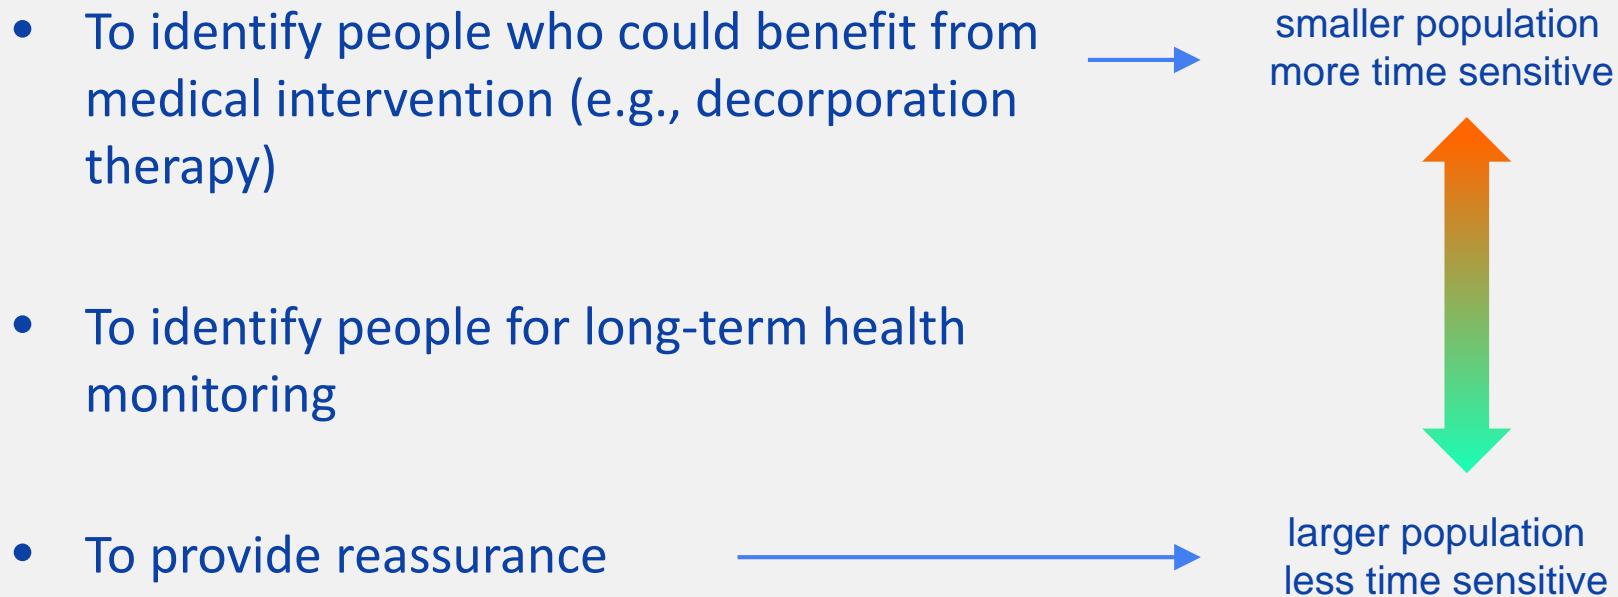 • To identify people who could benefit from
medical intervention (e.g., decorporation
therapy)
smaller population
more time sensitive
• To identify people for long-term health
monitoring
• To provide reassurance
larger population
less time sensitive